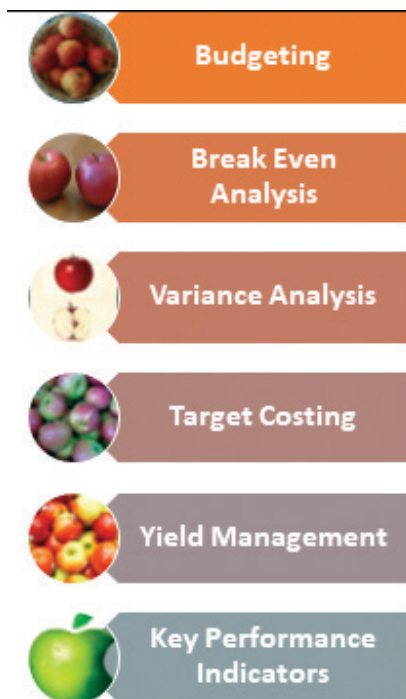 Budgeting
Break Even
Analysis
Variance Analysis
Target Costing
Yield Management
Key Performance
Indicators